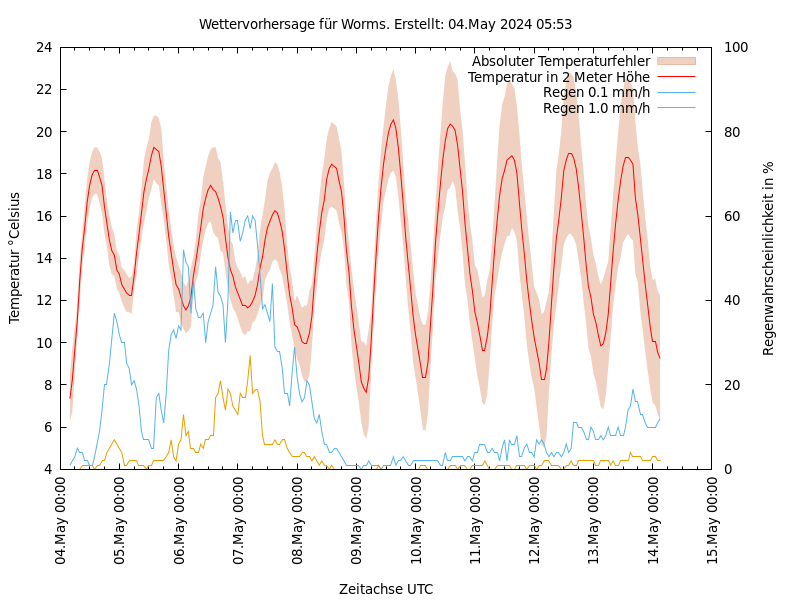 Wettervorhersage für Worms. Erstellt: 04.May 2024 05:53
Absoluter Temperaturfehler
Temperatur in 2 Meter Höhe
Regen 0.1 mm/h
Regen 1.0 mm/h
Temperatur °Celsius
24
22
20
18
16
14
12
10
8
6
4
100
80
60
40
20
0
Regenwahrscheinlichkeit in %
04.May 00:00
05.May 00:00
06.May 00:00
07.May 00:00
08.May 00:00
09.May 00:00
10.May 00:00
11.May 00:00
12.May 00:00
13.May 00:00
14.May 00:00
15.May 00:00
Zeitachse UTC